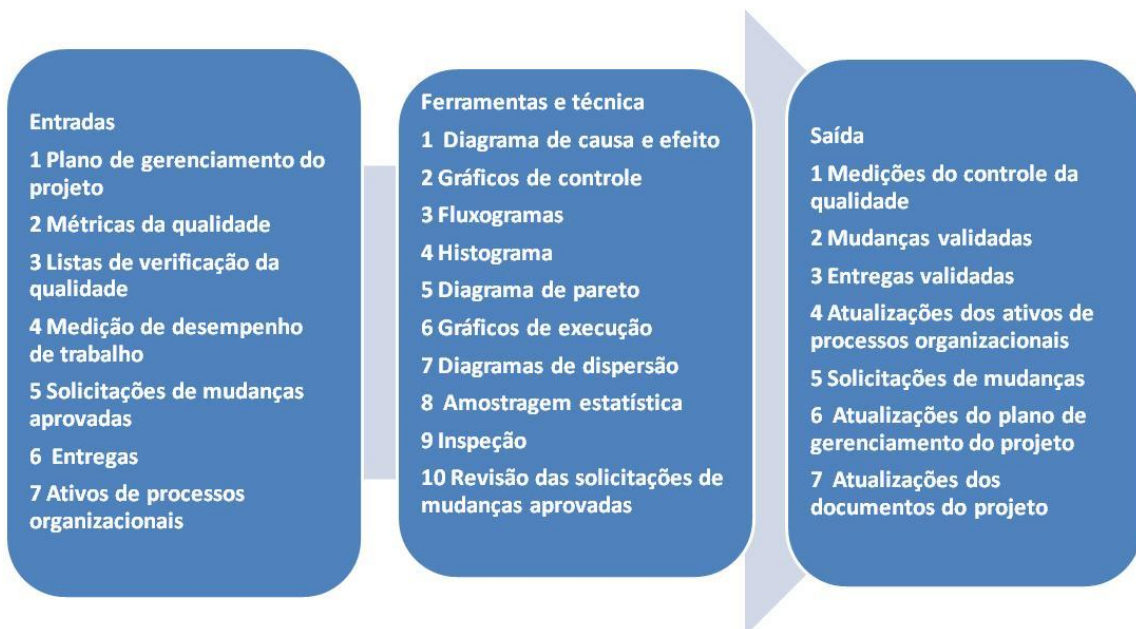 Entradas
1 Plano de gerenciamento do
projeto
2 Métricas da qualidade
3 Listas de verificação da
qualidade
4 Medição de desempenho
de trabalho
5 Solicitações de mudanças
aprovadas
6 Entregas
7 Ativos de processos
organizacionais
Ferramentas e técnica
1 Diagrama de causa e efeito
2 Gráficos de controle
3 Fluxogramas
4 Histograma
5 Diagrama de pareto
6 Gráficos de execução
7 Diagramas de dispersão
8 Amostragem estatística
9 Inspeção
10 Revisão das solicitações de
mudanças aprovadas
Saída
1 Medições do controle da
qualidade
2 Mudanças validadas
3 Entregas validadas
4 Atualizações dos ativos de
processos organizacionais
5 Solicitações de mudanças
6 Atualizações do plano de
gerenciamento do projeto
7 Atualizações dos
documentos do projeto